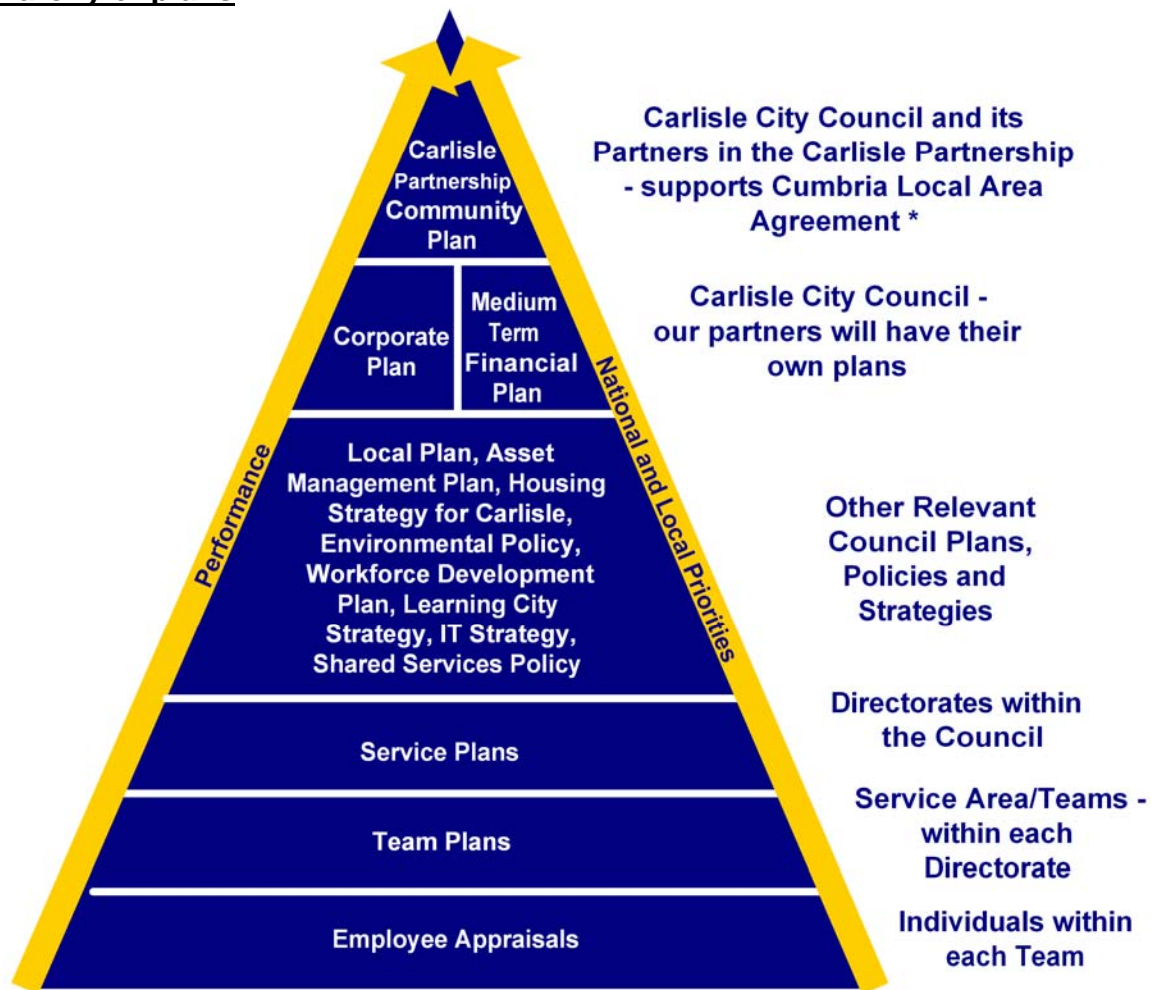 Carlisle
Partnership
Community
Plan
Carlisle City Council and its
Partners in the Carlisle Partnership
- supports Cumbria Local Area
Agreement *
Corporate
Plan
Medium
Term
Financial
Plan
Carlisle City Council -
our partners will have their
own plans
Performance
National and Local Priorities
Local Plan, Asset
Management Plan, Housing
Strategy for Carlisle,
Environmental Policy,
Workforce Development
Plan, Learning City
Strategy, IT Strategy,
Shared Services Policy
Other Relevant
Council Plans,
Policies and
Strategies
Service Plans
Directorates within
the Council
Team Plans
Service Area/Teams -
within each
Directorate
Employee Appraisals
Individuals within
each Team